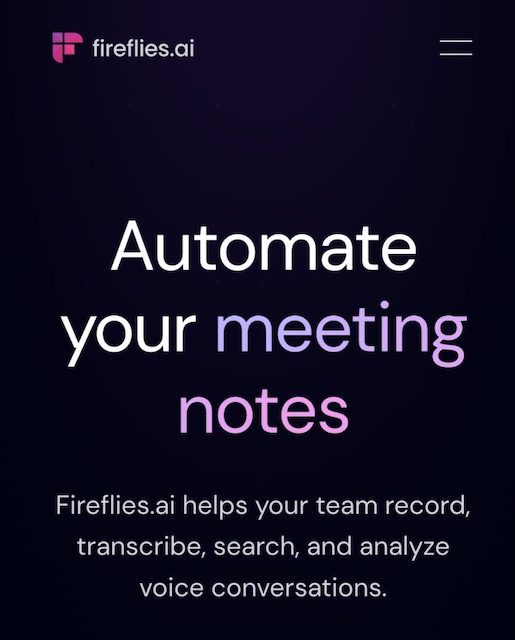 fireflies.ai
Automate
your meeting
notes
Fireflies.ai helps your team record,
transcribe, search, and analyze
voice conversations.